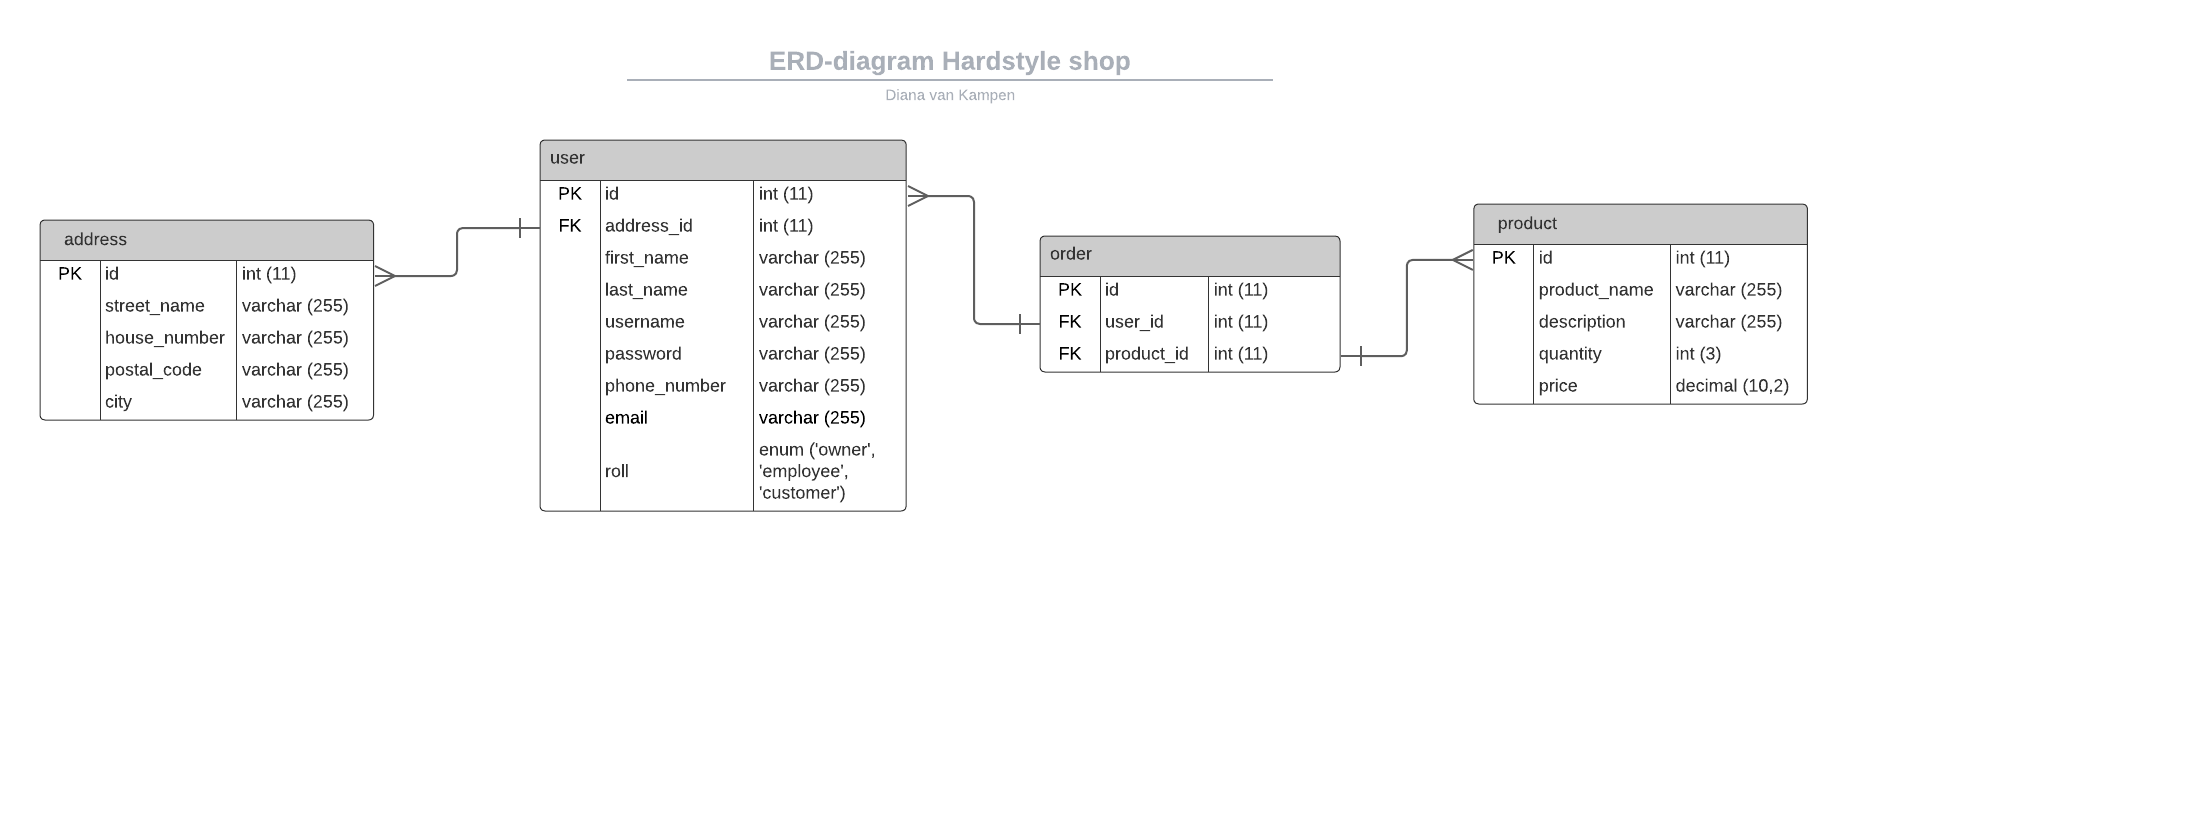 ERD-diagram Hardstyle shop
Diana van Kampen
address
PK id int (11)
street_name varchar (255)
house_number varchar (255)
postal_code varchar (255)
city varchar (255)
user
PK id int (11)
FK address_id int (11)
first_name varchar (255)
last_name varchar (255)
username varchar (255)
password varchar (255)
phone_number varchar (255)
email varchar (255)
roll enum ('owner',
'employee',
'customer')
order
PK id int (11)
FK user_id int (11)
FK product_id int (11)
product
PK id int (11)
product_name varchar (255)
description varchar (255)
quantity int (3)
price decimal (10,2)